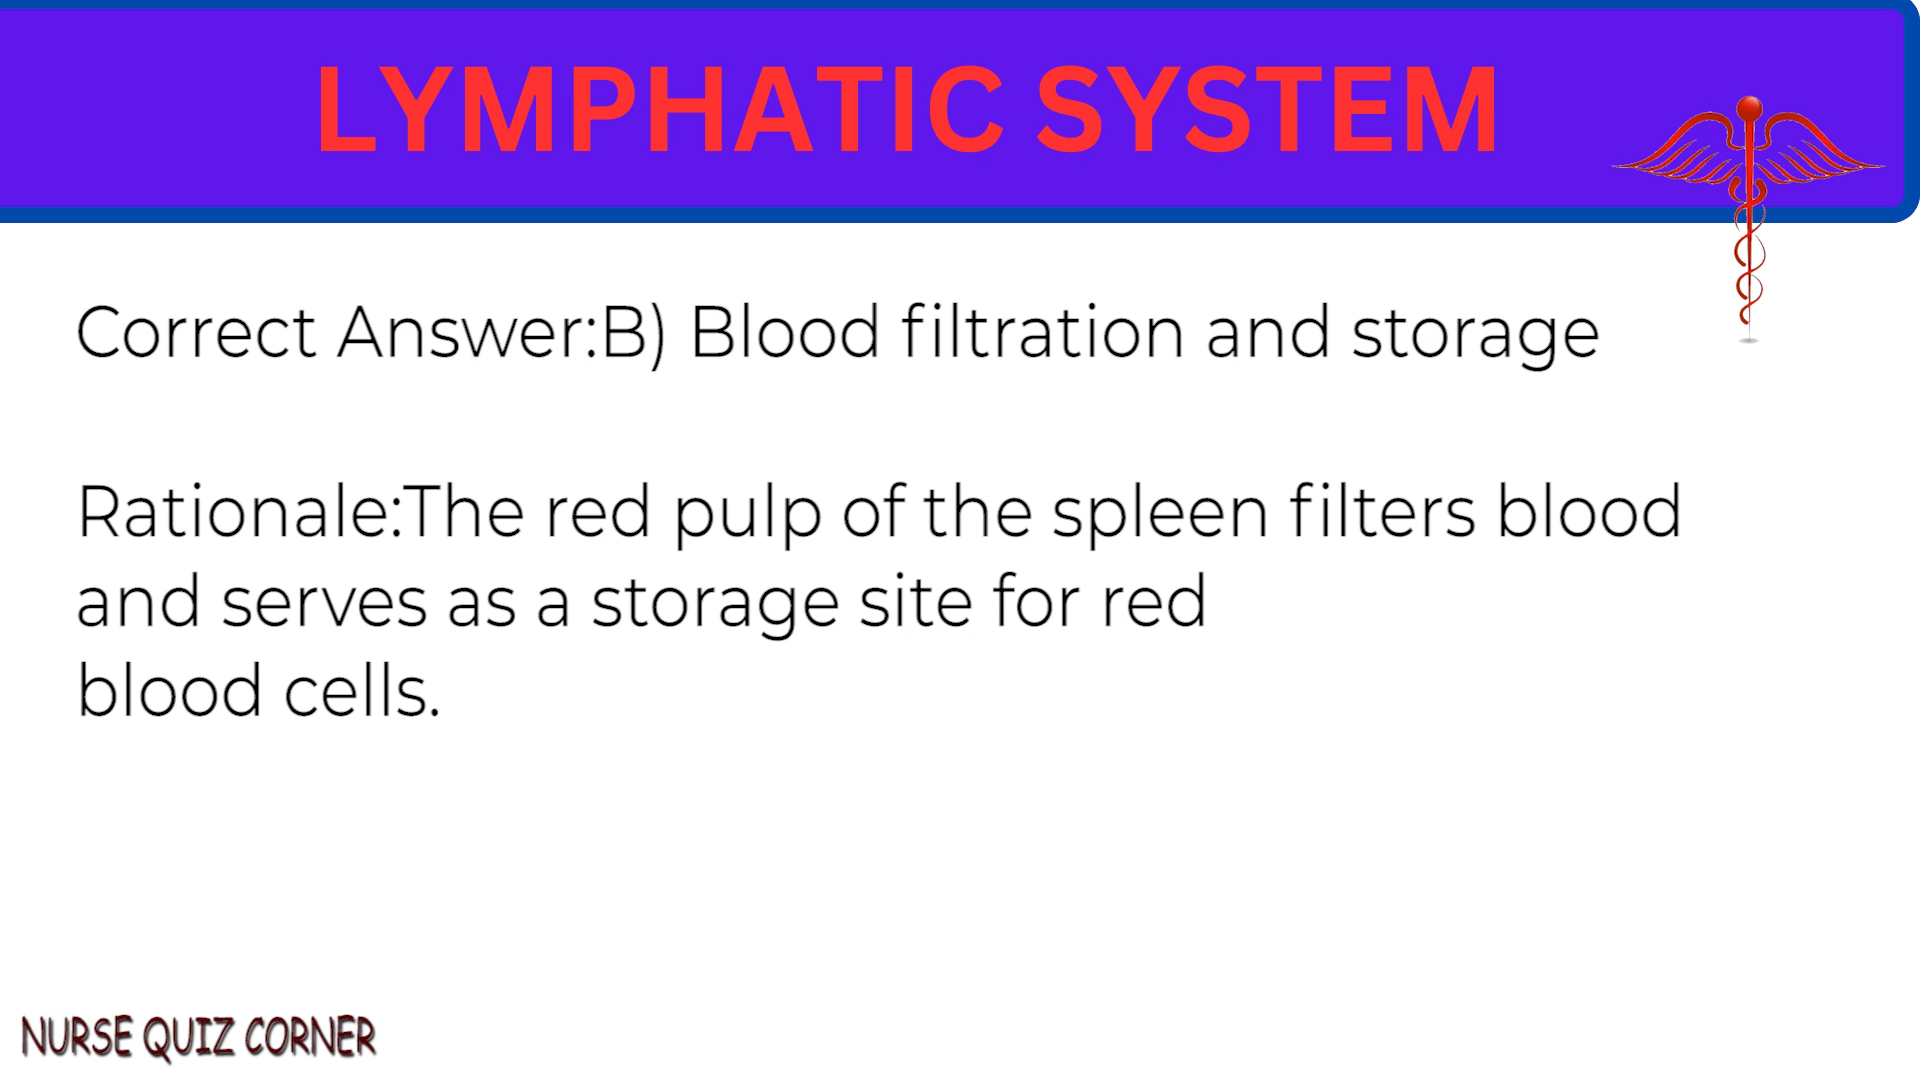 LYMPHATIC SYSTEM
Correct Answer:B) Blood filtration and storage
Rationale:The red pulp of the spleen filters blood
and serves as a storage site for red
blood cells.
NURSE QUIZ CORNER